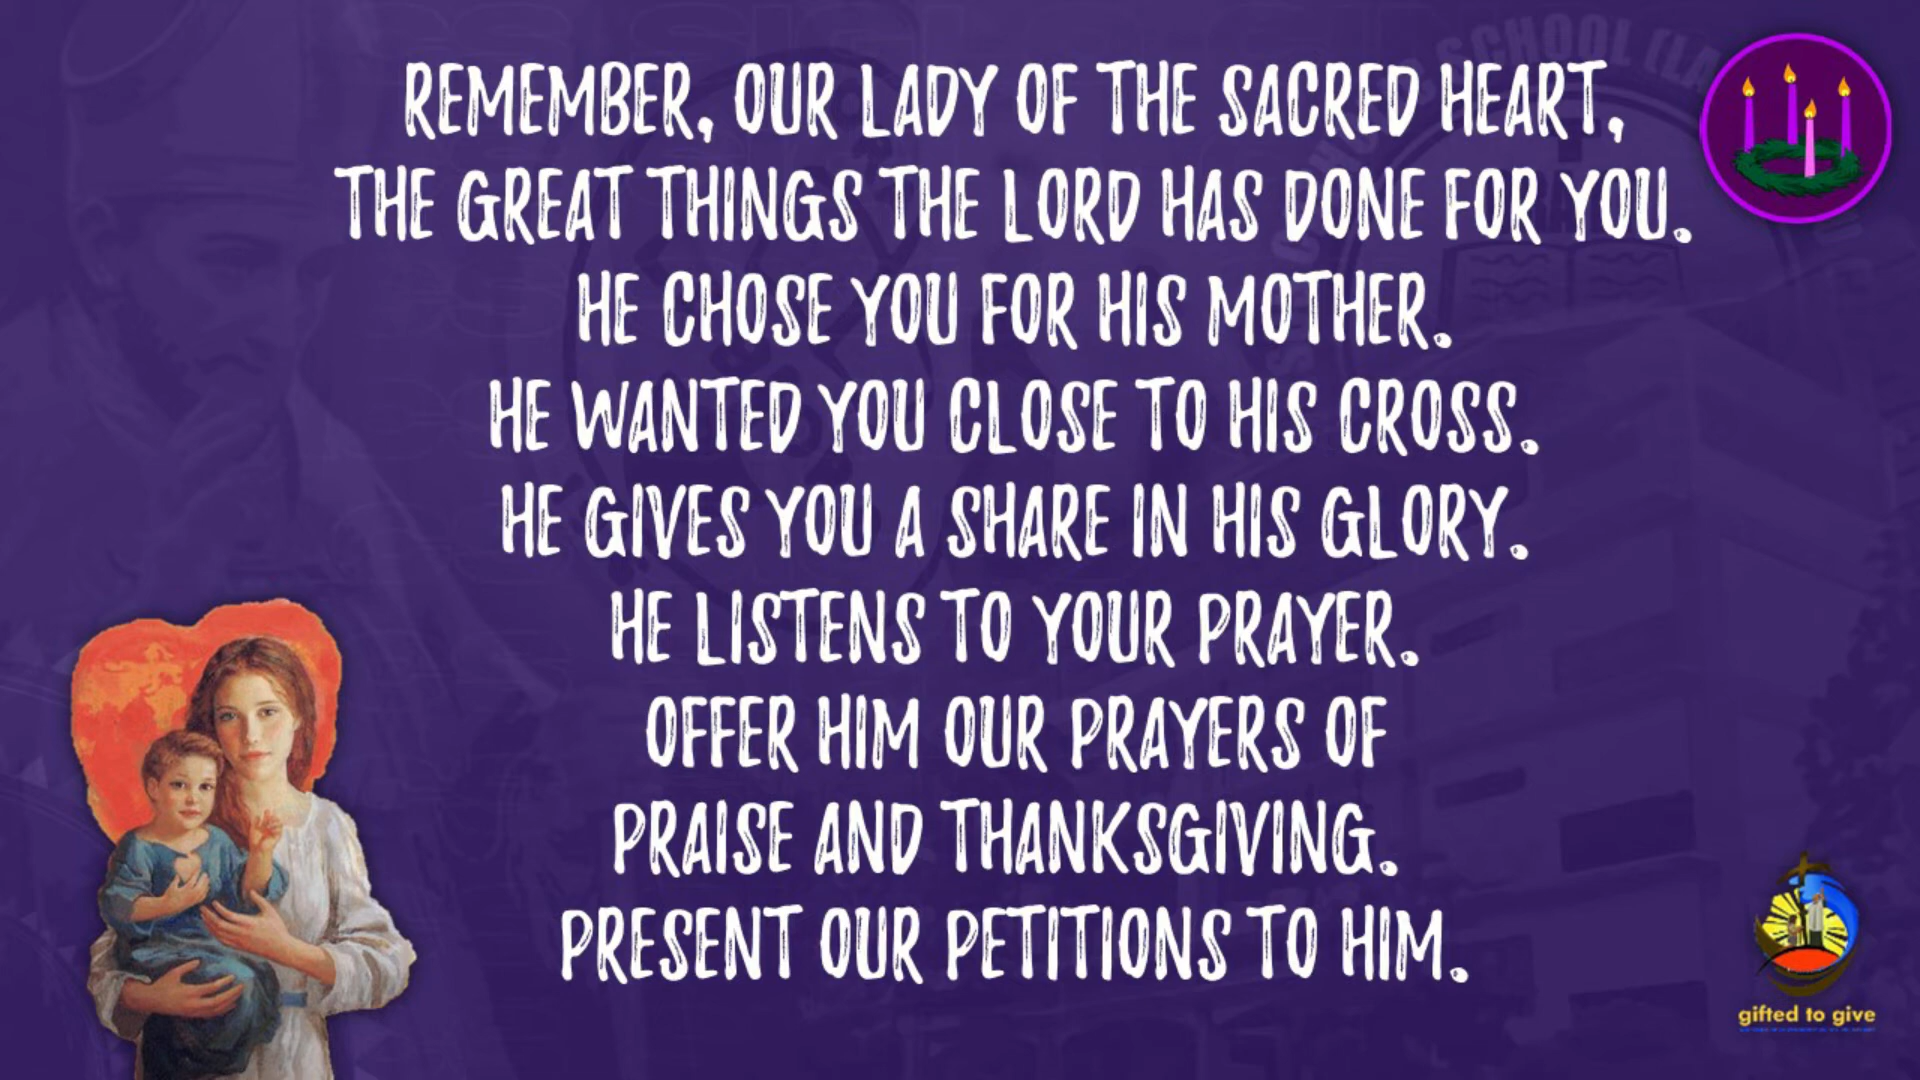 REMEMBER, OUR LADY OF THE SACRED HEART,
THE GREAT THINGS THE LORD HAS DONE FOR YOU.
HE CHOSE YOU FOR HIS MOTHER.
HE WANTED YOU CLOSE TO HIS CROSS.
HE GIVES YOU A SHARE IN HIS GLORY.
HE LISTENS TO YOUR PRAYER.
OFFER HIM OUR PRAYERS OF
PRAISE AND THANKSGIVING.
PRESENT OUR PETITIONS TO HIM.
gifted to give